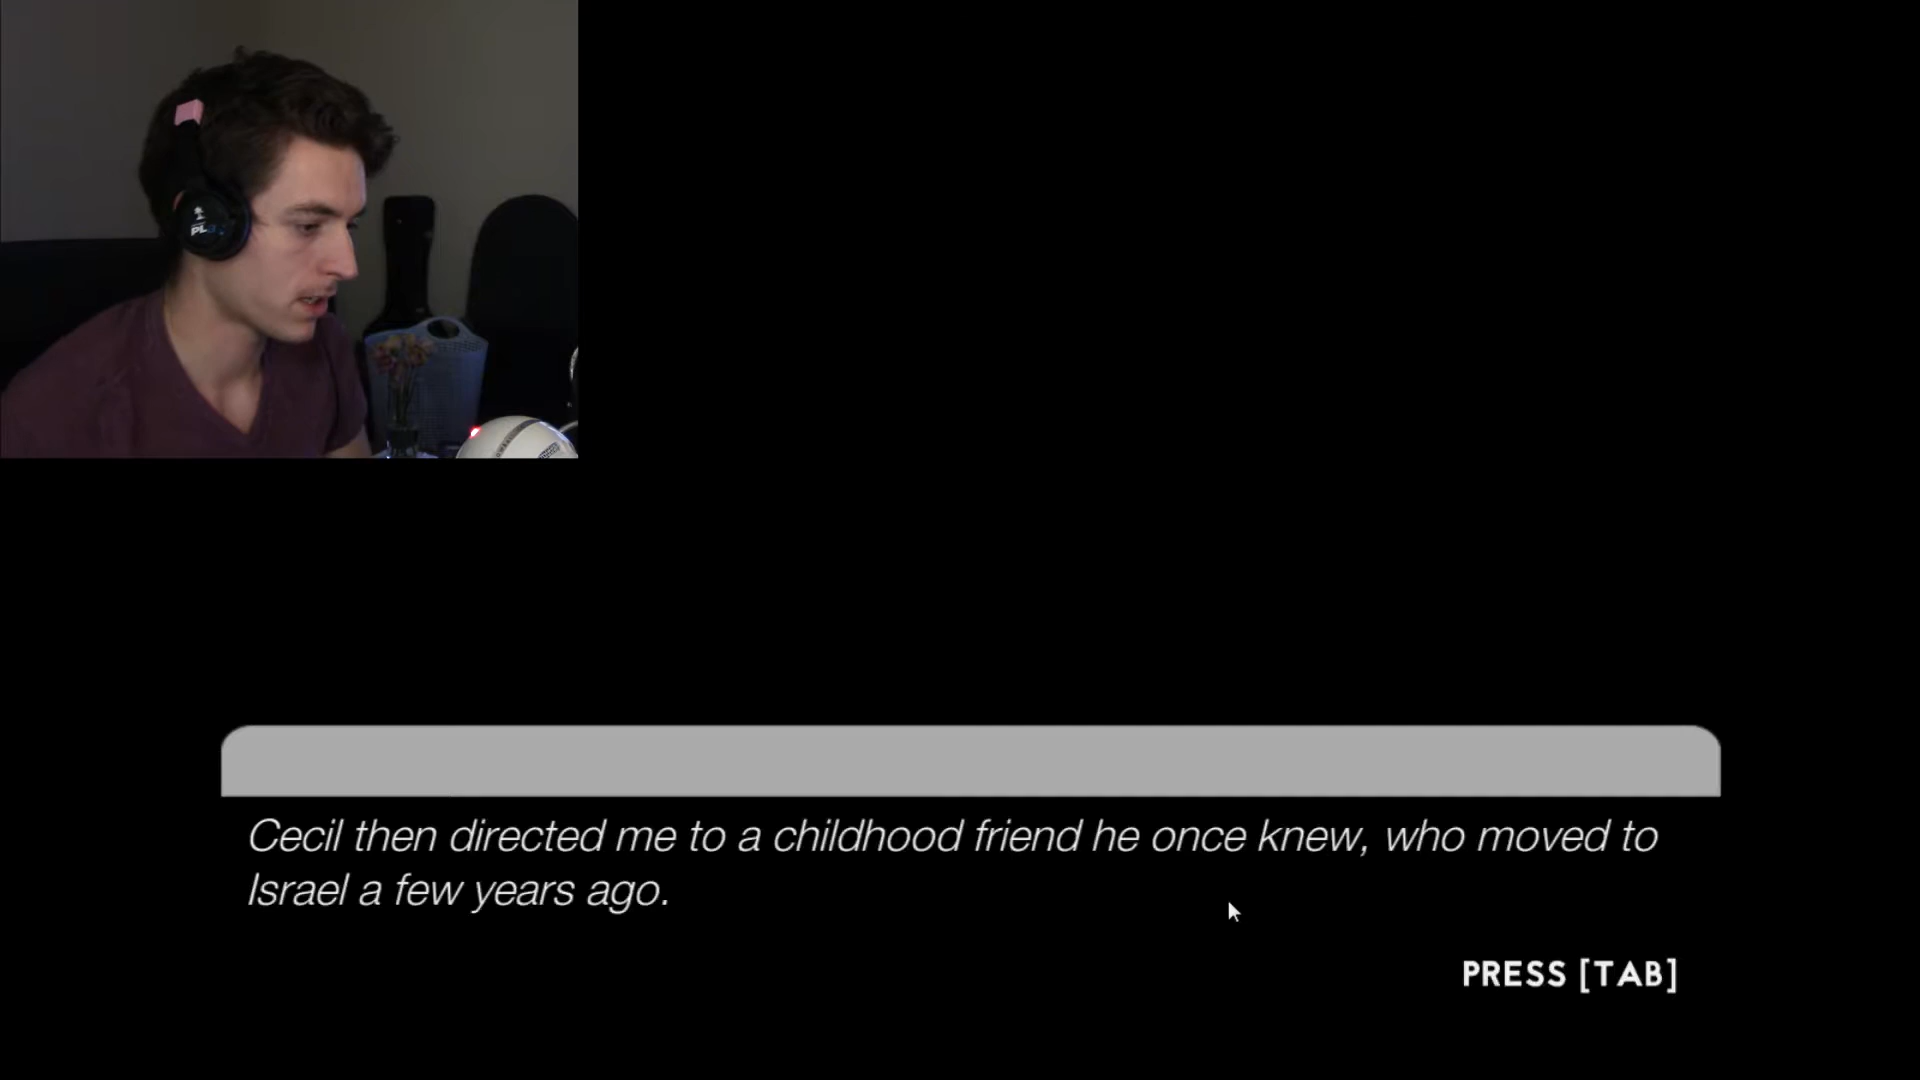 PL
Cecil then directed me to a childhood friend he once knew, who moved to
Israel a few years ago.
PRESS [TAB]